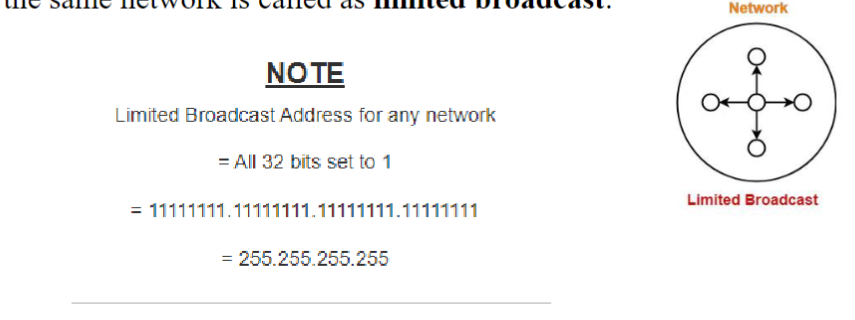 the same network is called as limited broadcast.
NOTE
Limited Broadcast Address for any network
= All 32 bits set to 1
= 11111111.11111111.11111111.11111111
= 255.255.255.255
Network
Limited Broadcast